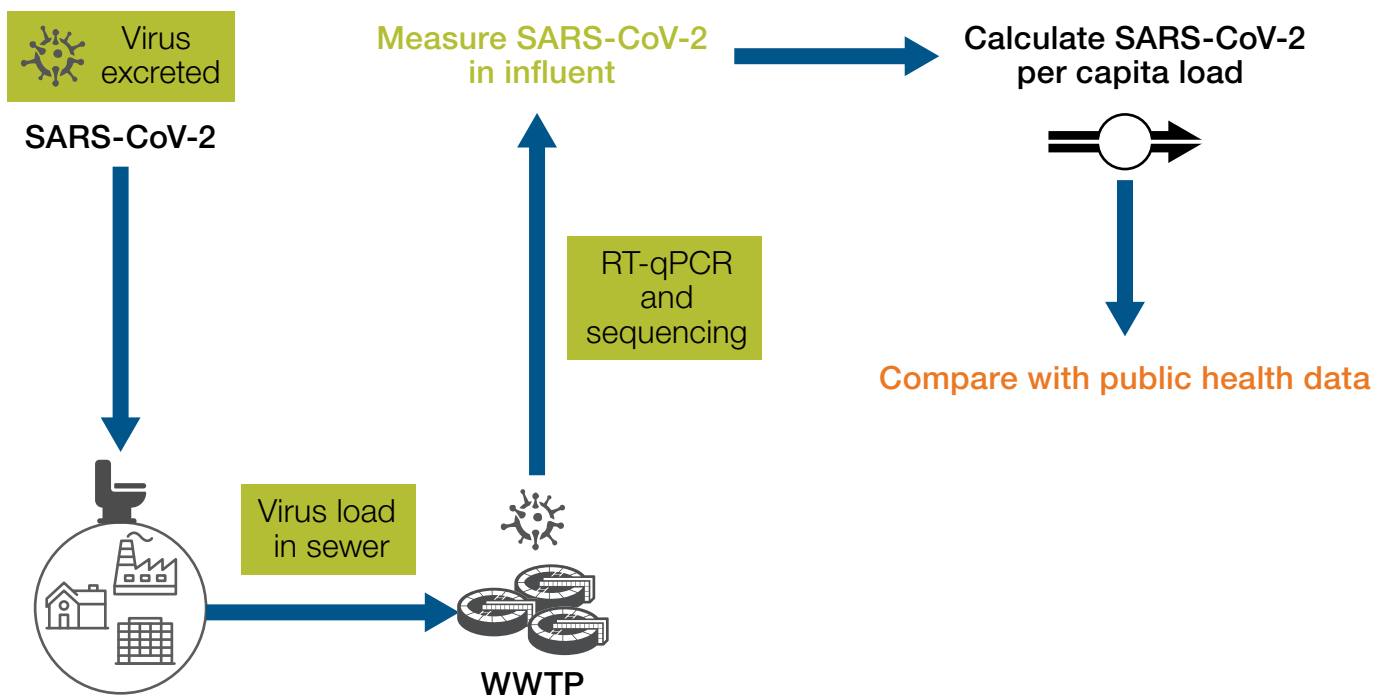 Virus
excreted
SARS-CoV-2
Measure SARS-CoV-2
in influent
Calculate SARS-CoV-2
per capita load
RT-qPCR
and
sequencing
Compare with public health data
Virus load
in sewer
WWTP